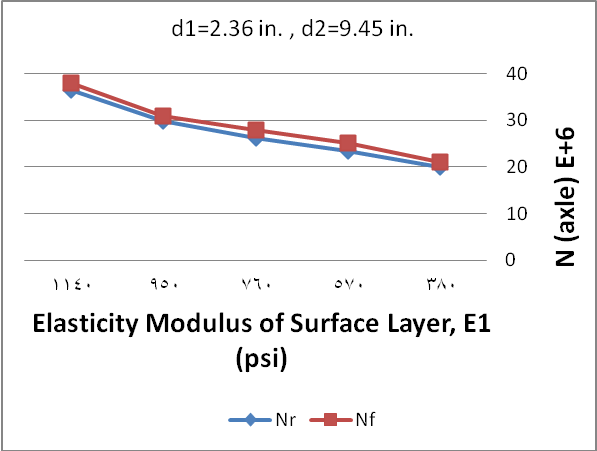 d1=2.36 in. , d2=9.45 in.
40
30
20
10
0
N (axle) E+6
١١٤٠ ٩٥٠ ٧٦٠ ٥٧٠ ٣٨٠
Elasticity Modulus of Surface Layer, E1
(psi)
Nr Nf